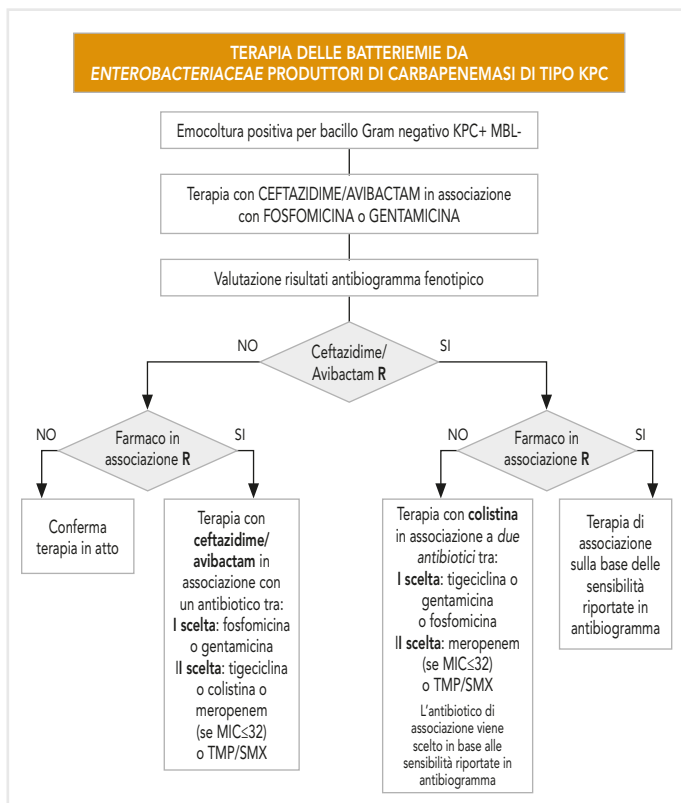 TERAPIA DELLE BATTERIEMIE DA
ENTEROBACTERIACEAE PRODUTTORI DI CARBAPENEMASI DI TIPO KPC
Emocoltura positiva per bacillo Gram negativo KPC+ MBL-
Terapia con CEFTAZIDIME/AVIBACTAM in associazione
con FOSFOMICINA o GENTAMICINA
Valutazione risultati antibiogramma fenotipico
NO
Ceftazidime/
Avibactam R
SI
NO
Farmaco in
associazione R
SI
NO
Farmaco in
associazione R
SI
Conferma
terapia in atto
Terapia con
ceftazidime/
avibactam in
associazione con
un antibiotico tra:
I scelta: fosfomicina
o gentamicina
II scelta: tigeciclina
o colistina o
meropenem
(se MIC≤32)
o TMP/SMX
Terapia con colistina
in associazione a due
antibiotici tra:
I scelta: tigeciclina o
gentamicina
o fosfomicina
II scelta: meropenem
(se MIC≤32)
o TMP/SMX
L'antibiotico di
associazione viene
scelto in base alle
sensibilità riportate in
antibiogramma
Terapia di
associazione
sulla base delle
sensibilità
riportate in
antibiogramma